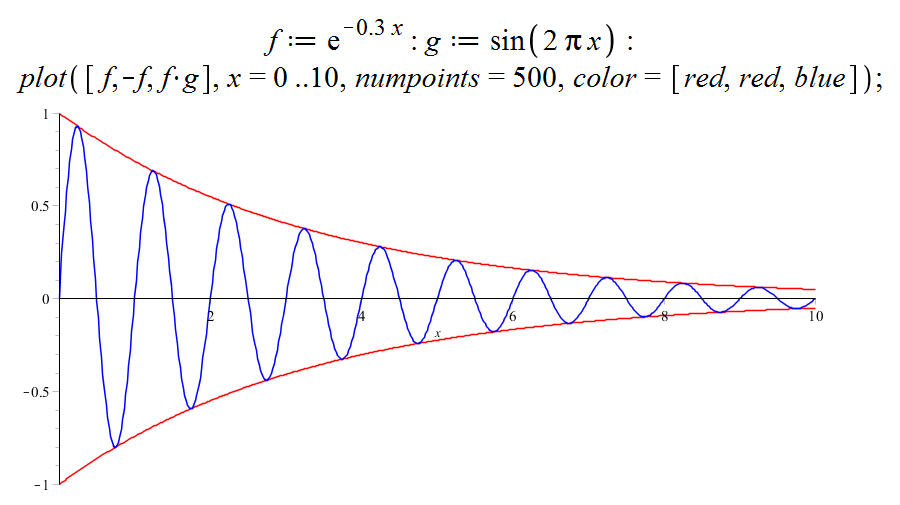 f := e^(-0.3 x) : g := sin(2 π x) :
plot([f, -f, f·g], x = 0 ..10, numpoints = 500, color = [red, red, blue]);
1
0.5
0
2 4 6 8 10
x
-0.5
-1